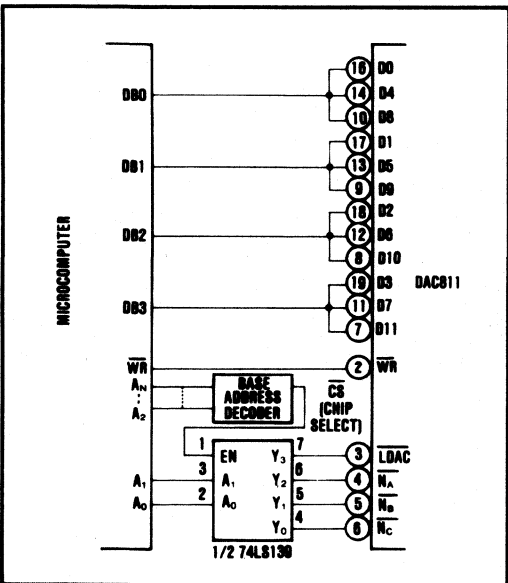 16 D0
DB0 14 D4
10 D8
17 D1
DB1 13 D5
9 D9
18 D2
DB2 12 D6
8 D10
19 D3 DAC811
DB3 11 D7
7 D11
MICROCOMPUTER
WR 2 WR
AN
A2
BASE
ADDRESS
DECODER
CS
(CHIP
SELECT)
1 EN Y3 7 3 LDAC
A1 3 A1 Y2 6 4 NA
A0 2 A0 Y1 5 5 NB
Y0 4 6 NC
1/2 74LS139